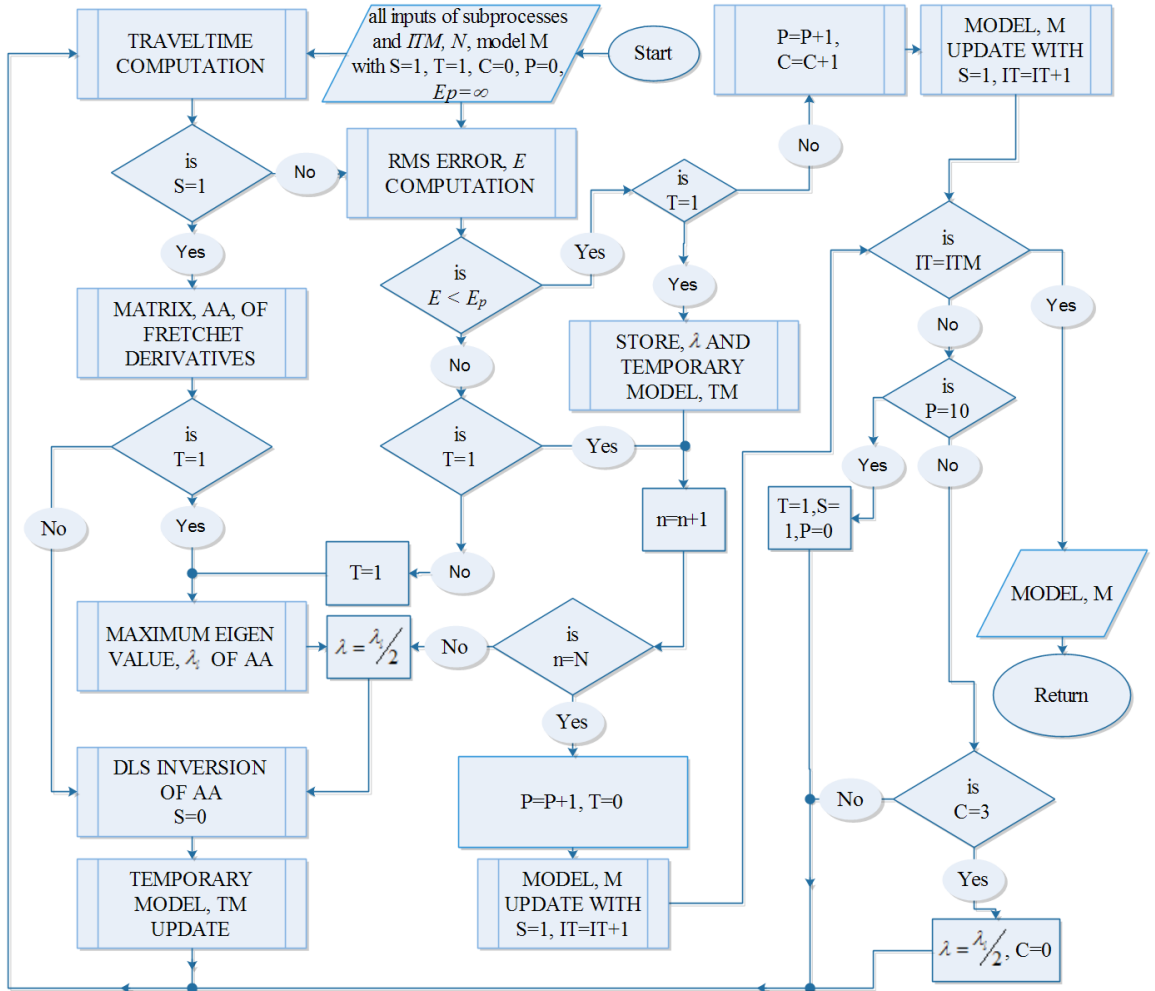 all inputs of subprocesses
and ITM, N, model M
with S=1, T=1, C=0, P=0,
Ep=∞
Start
TRAVELTIME
COMPUTATION
P=P+1,
C=C+1
MODEL, M
UPDATE WITH
S=1, IT=IT+1
is
S=1
No
RMS ERROR, E
COMPUTATION
No
is
T=1
Yes
Yes
is
E < Ep
Yes
is
IT=ITM
Yes
No
MATRIX, AA, OF
FRETCHET
DERIVATIVES
STORE, λ AND
TEMPORARY
MODEL, TM
No
is
P=10
is
T=1
is
T=1
Yes
Yes
No
No
Yes
n=n+1
T=1,S=
1,P=0
T=1
No
MODEL, M
MAXIMUM EIGEN
VALUE, λ₁ OF AA
λ = λ₁/2
No
is
n=N
Return
Yes
DLS INVERSION
OF AA
S=0
P=P+1, T=0
No
is
C=3
TEMPORARY
MODEL, TM
UPDATE
MODEL, M
UPDATE WITH
S=1, IT=IT+1
Yes
λ = λ₁/2, C=0